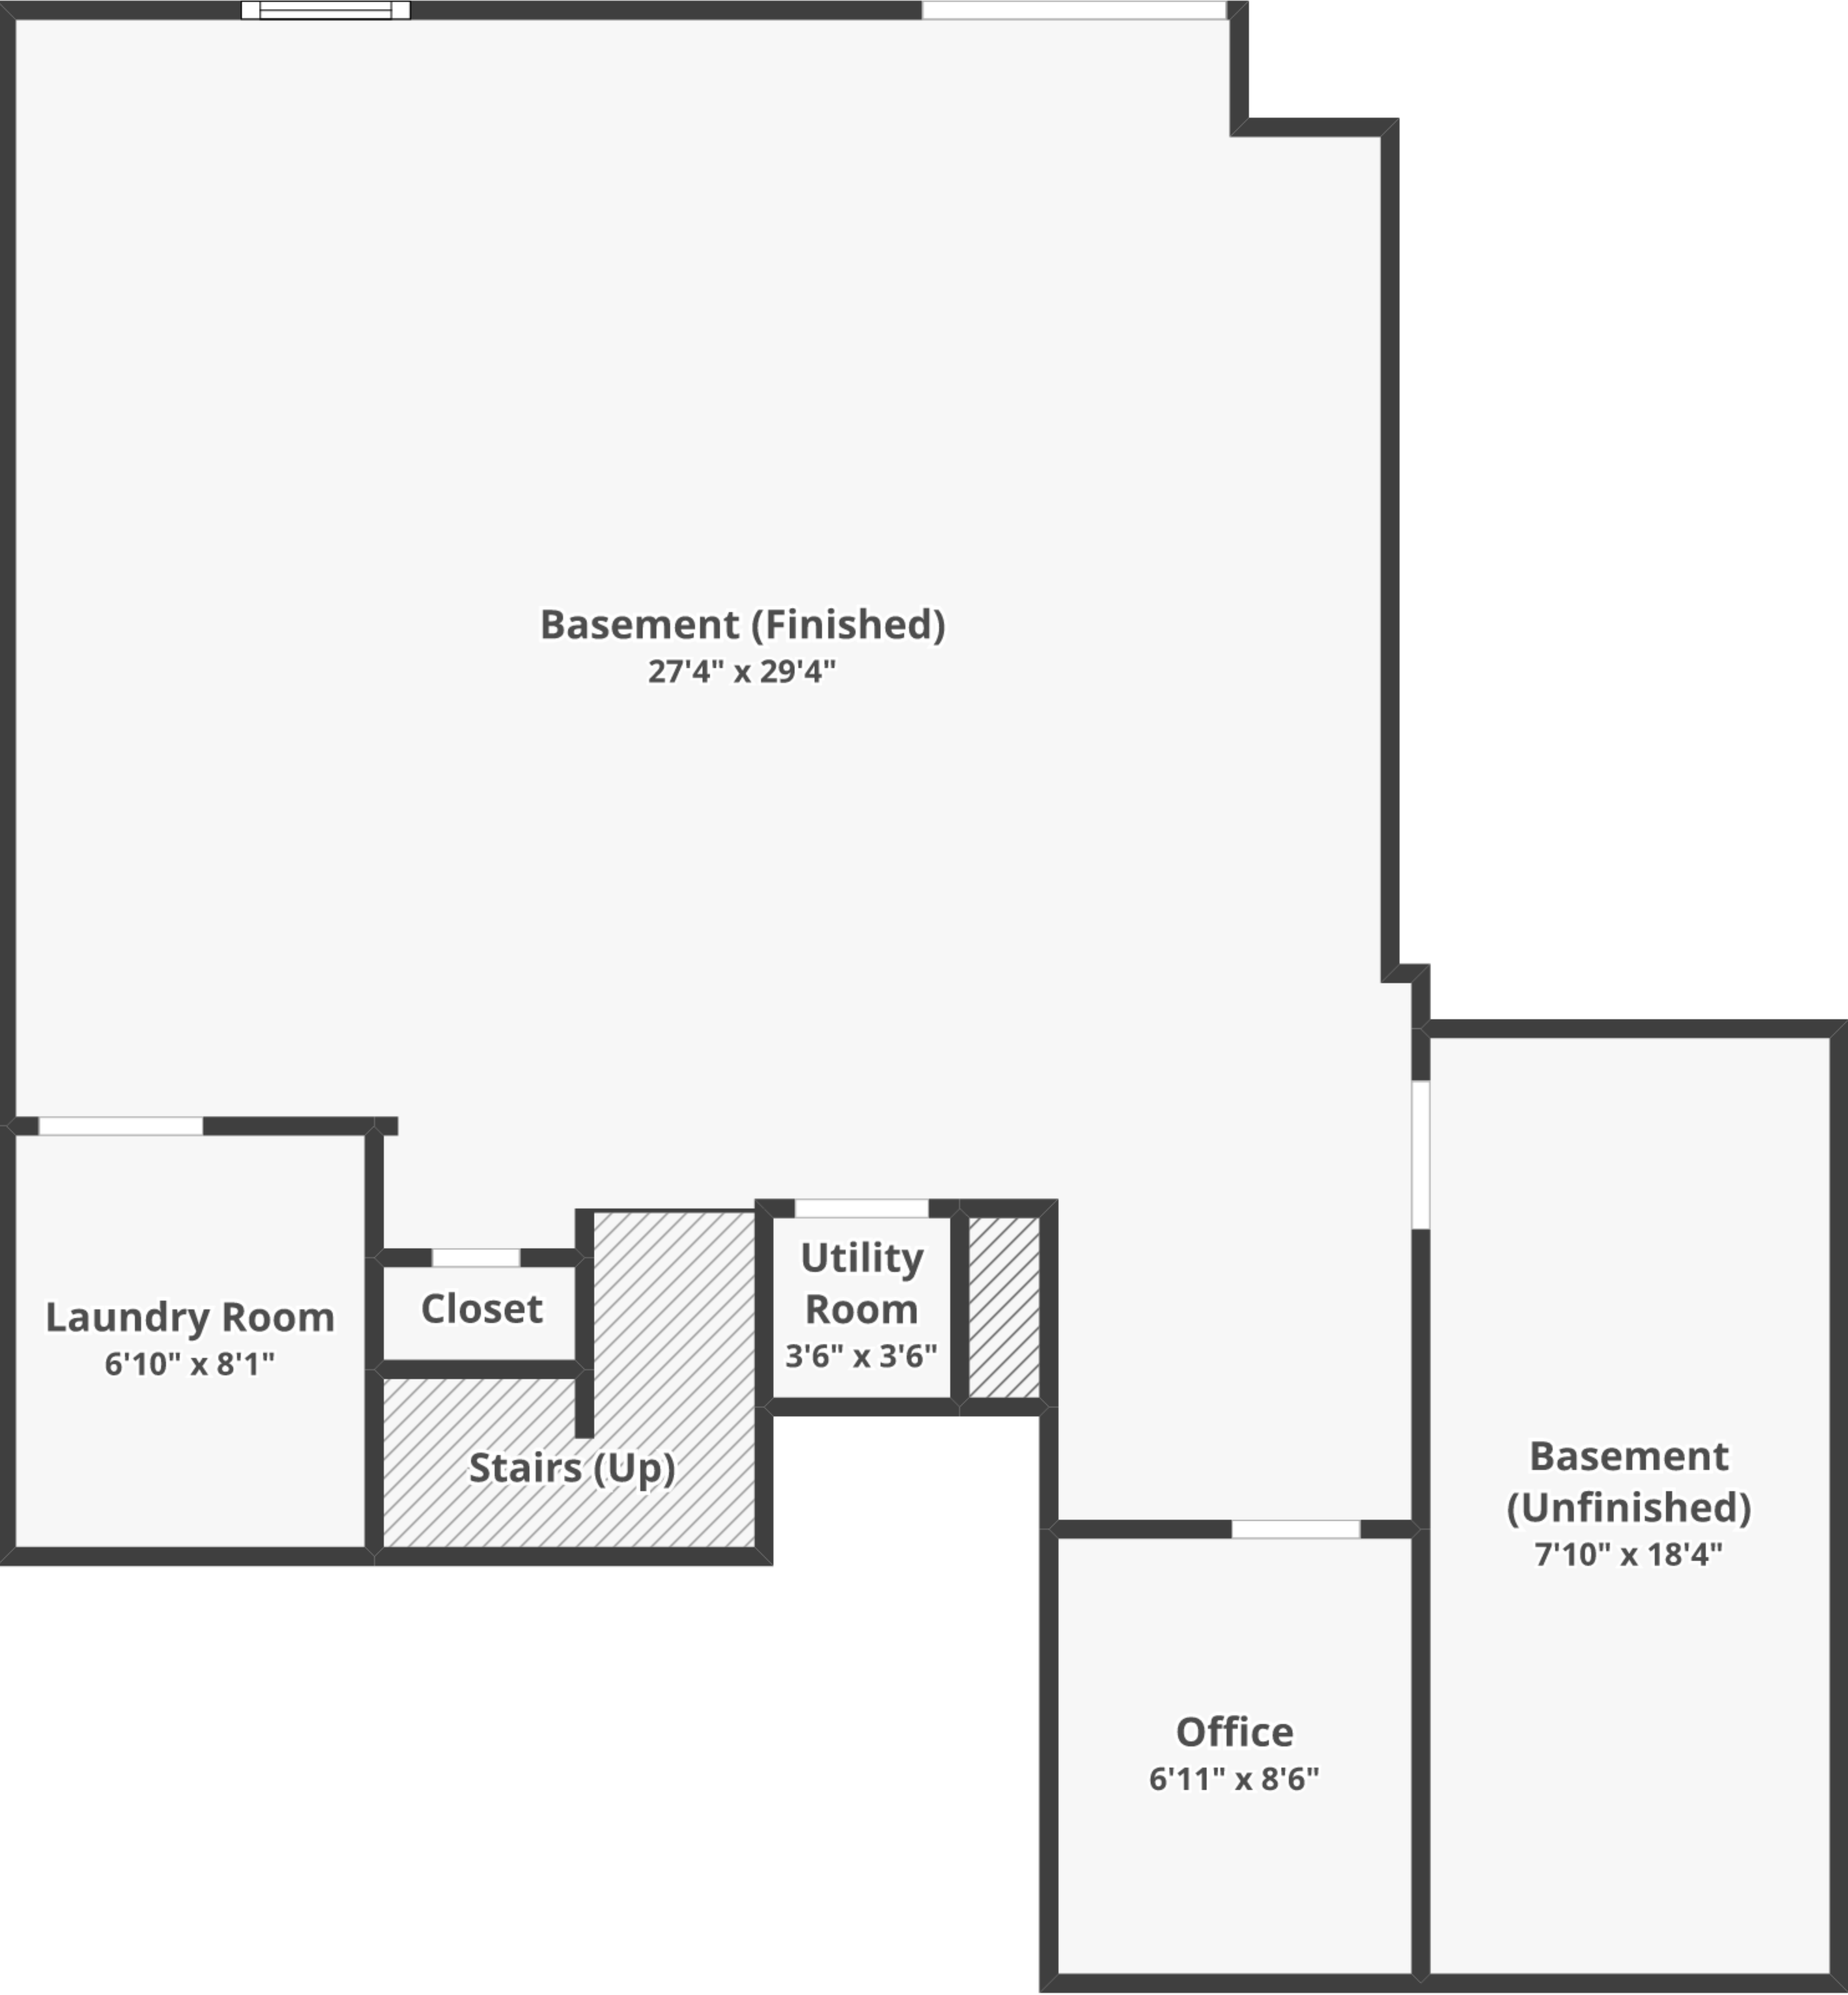 Basement (Finished)
27'4" x 29'4"
Utility
Room
3'6" x 3'6"
Closet
Laundry Room
6'10" x 8'1"
Stairs (Up)
Basement
(Unfinished)
7'10" x 18'4"
Office
6'11" x 8'6"